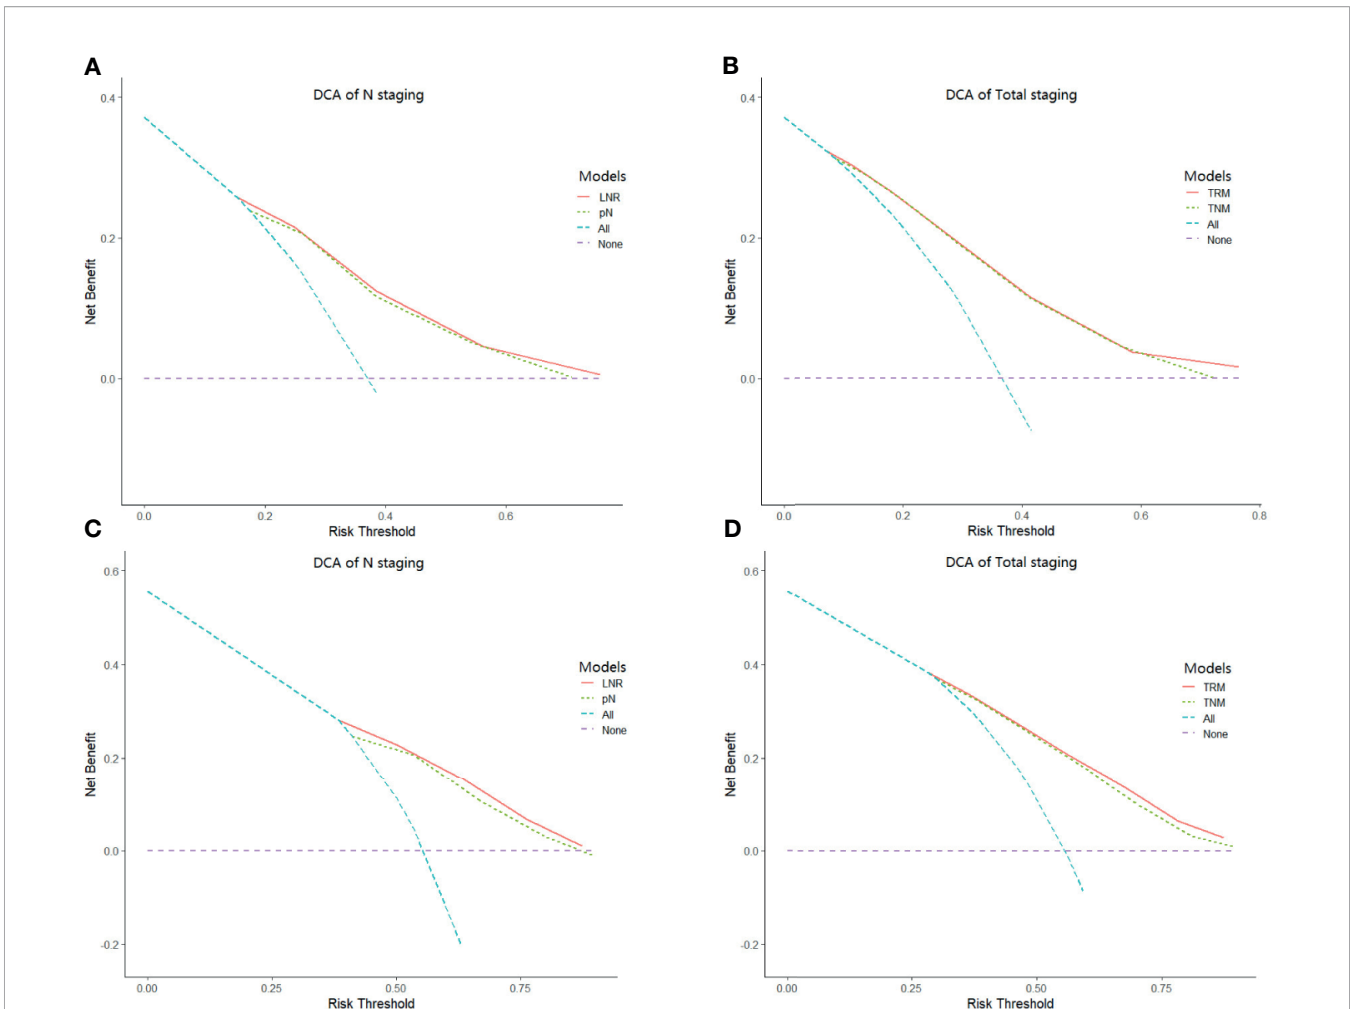 A
DCA of N staging
0.4
0.2
0.0
Net Benefit
Models
LNR
pN
All
None
0.0 0.2 0.4 0.6
Risk Threshold
B
DCA of Total staging
0.4
0.2
0.0
Net Benefit
Models
TRM
TNM
All
None
0.0 0.2 0.4 0.6 0.8
Risk Threshold
C
DCA of N staging
0.6
0.4
0.2
0.0
-0.2
Net Benefit
Models
LNR
pN
All
None
0.00 0.25 0.50 0.75
Risk Threshold
D
DCA of Total staging
0.6
0.4
0.2
0.0
-0.2
Net Benefit
Models
TRM
TNM
All
None
0.00 0.25 0.50 0.75
Risk Threshold